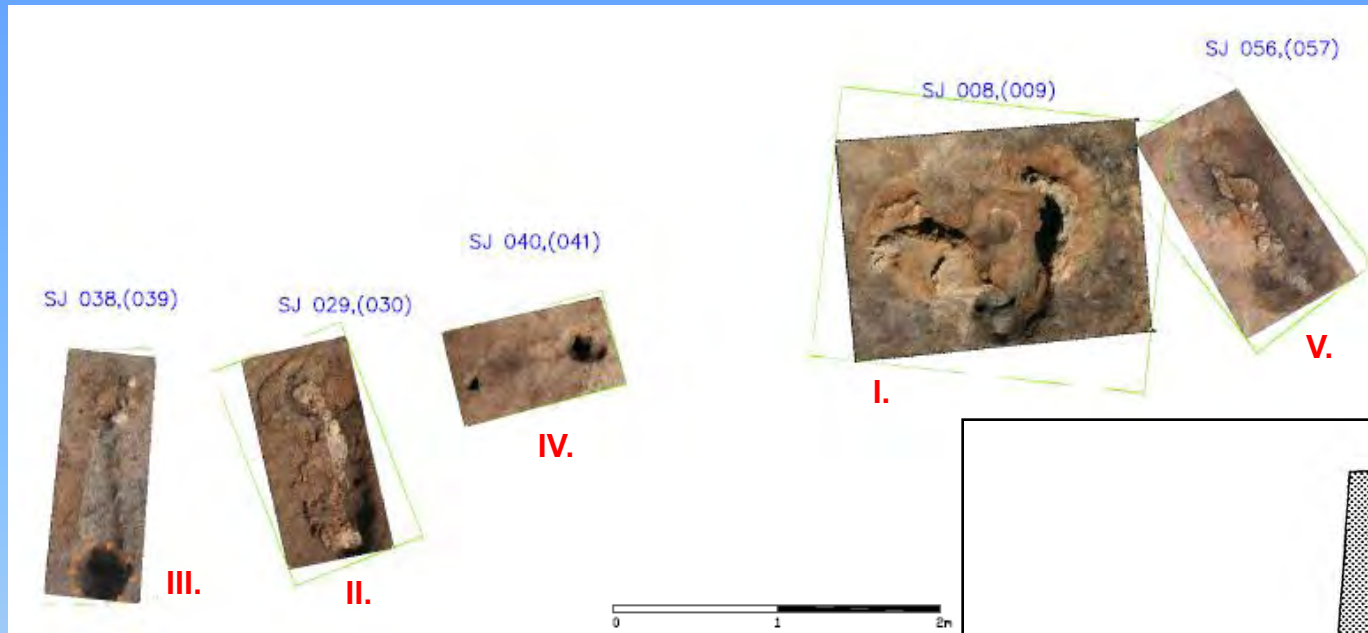 SJ 056,(057)
SJ 008,(009)
SJ 040,(041)
SJ 038,(039)
SJ 029,(030)
V.
I.
IV.
III.
II.
0 1 2m